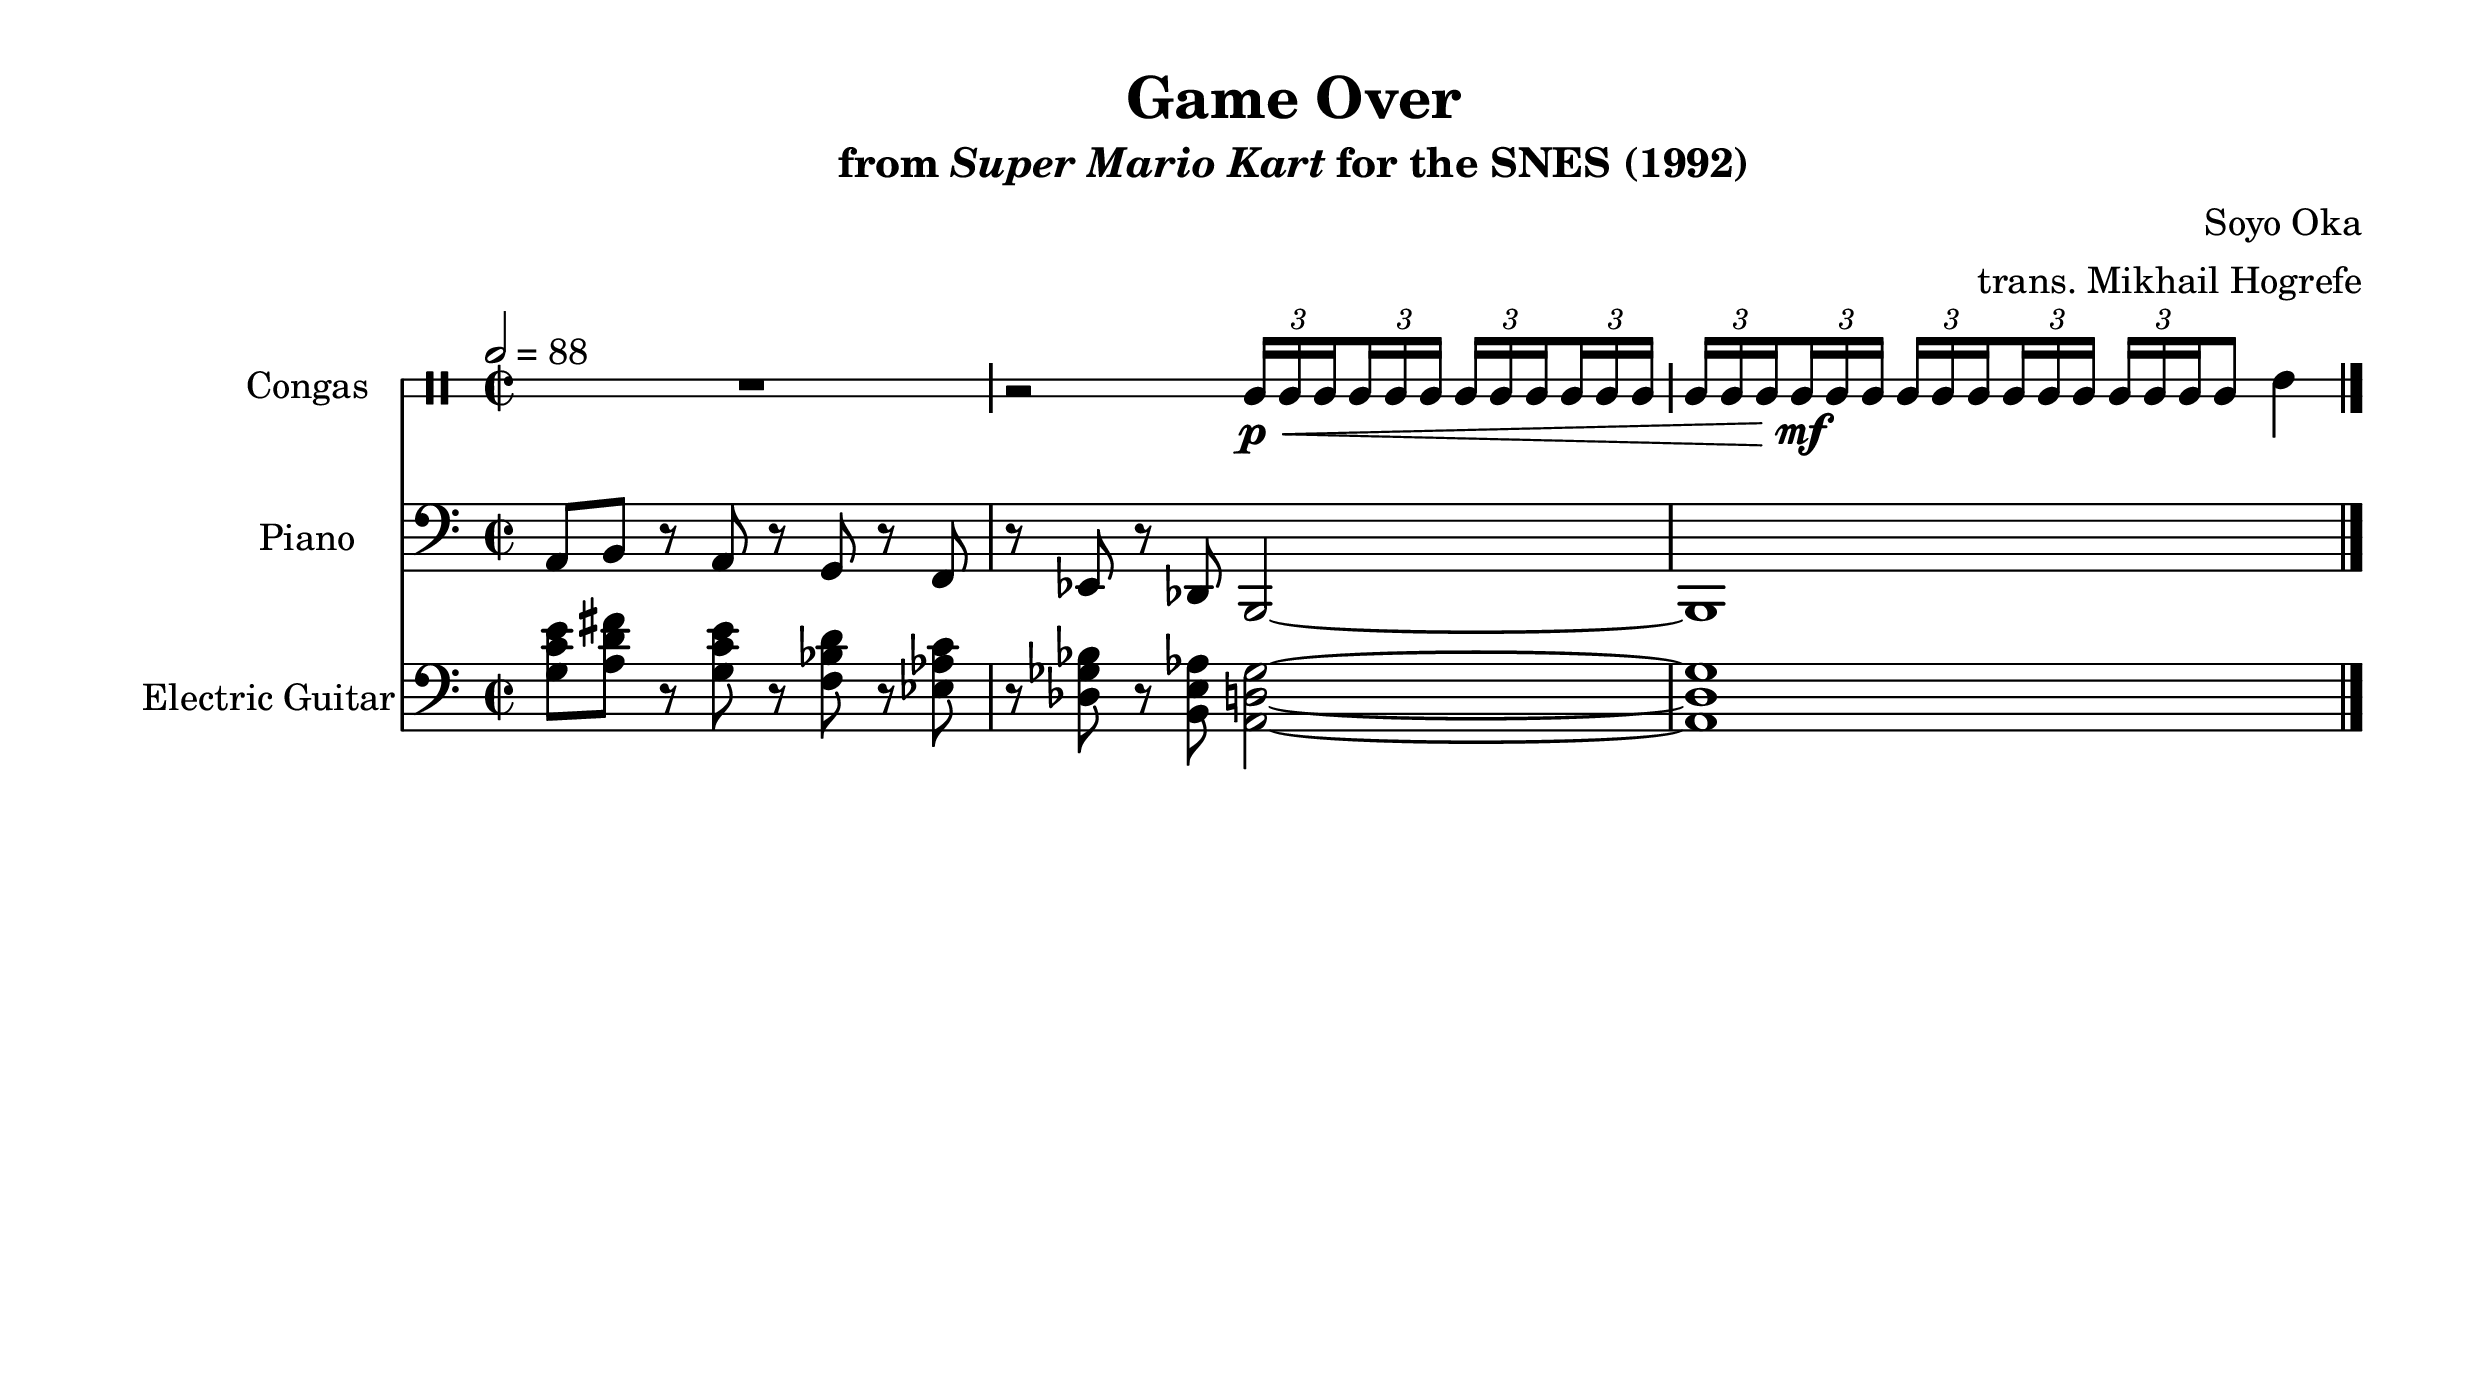 Game Over
from Super Mario Kart for the SNES (1992)
Soyo Oka
trans. Mikhail Hogrefe
= 88
3 3 3 3 3 3 3 3 3
Congas
p mf
Piano
Electric Guitar